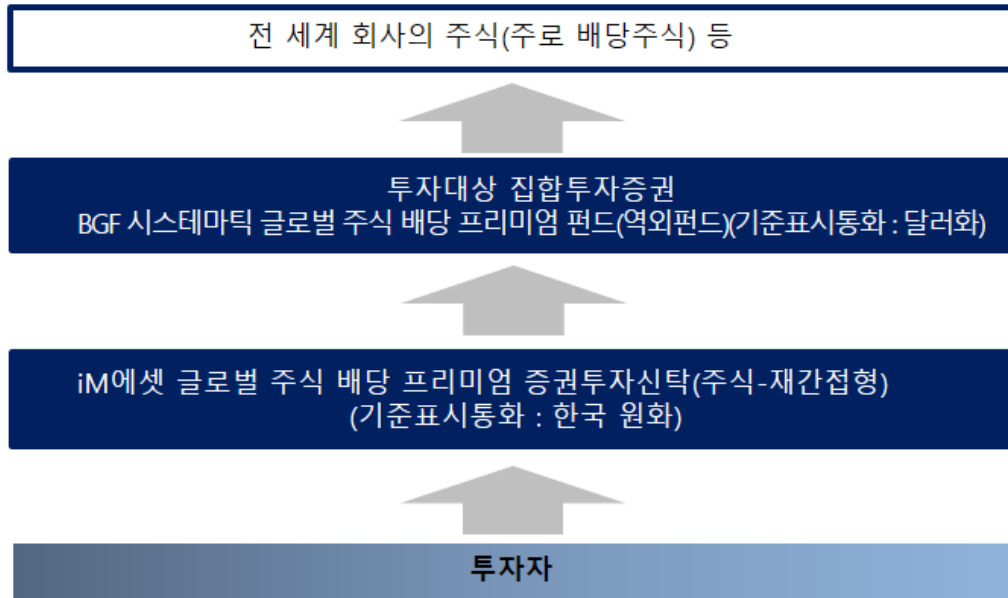 전 세계 회사의 주식(주로 배당주식) 등
투자대상 집합투자증권
BGF 시스테마틱 글로벌 주식 배당 프리미엄 펀드(역외펀드)(기준표시통화 : 달러화)
iM에셋 글로벌 주식 배당 프리미엄 증권투자신탁(주식-재간접형)
(기준표시통화 : 한국 원화)
투자자